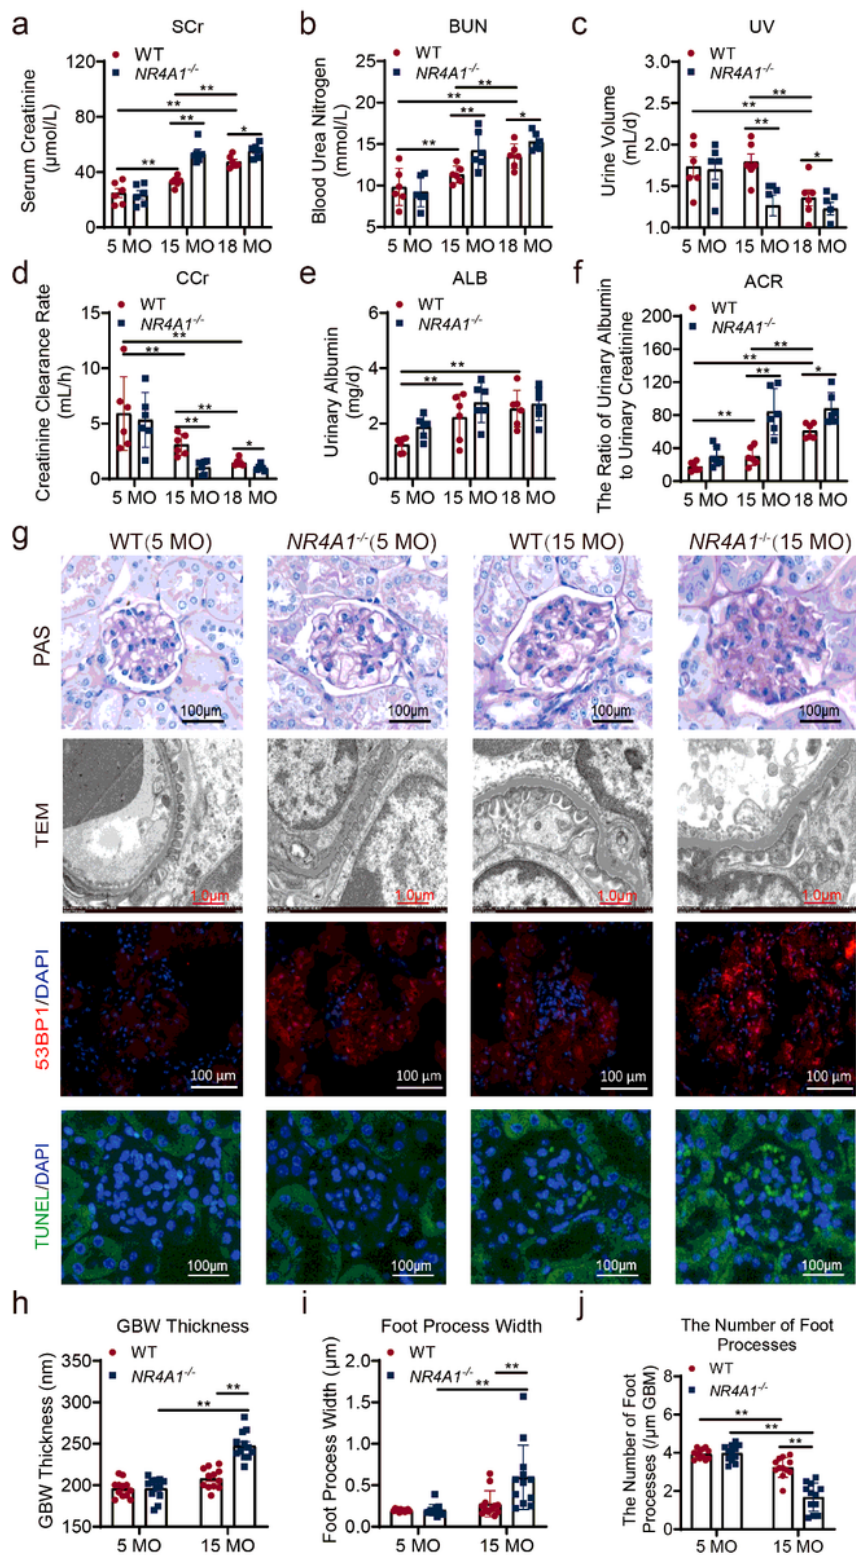 a
SCr
WT
NR4A1-/-
Serum Creatinine
(μmol/L)
120
80
40
0
**
**
**
**
*
5 MO
15 MO
18 MO
b
BUN
WT
NR4A1-/-
Blood Urea Nitrogen
mmol/L)
25
20
15
10
5
**
**
**
**
*
5 MO
15 MO
18 MO
c
UV
WT
NR4A1-/-
Urine Volume
(mL/d)
3.0
2.5
2.0
1.5
1.0
**
**
**
*
5 MO
15 MO
18 MO
d
CCr
WT
NR4A1-/-
Creatinine Clearance Rate
(mL/h)
15
10
5
0
**
**
**
**
*
5 MO
15 MO
18 MO
e
ALB
WT
NR4A1-/-
Urinary Albumin
(mg/d)
6
4
2
0
**
**
5 MO
15 MO
18 MO
f
ACR
WT
NR4A1-/-
The Ratio of Urinary Albumin
to Urinary Creatinine
200
160
120
80
40
0
**
**
**
**
*
5 MO
15 MO
18 MO
g
WT(5 MO)
NR4A1-/-(5 MO)
WT(15 MO)
NR4A1-/-(15 MO)
PAS
100μm
100μm
100μm
100μm
TEM
1.0μm
1.0μm
1.0μm
1.0μm
53BP1/DAPI
100 μm
100 μm
100 μm
100 μm
TUNEL/DAPI
100μm
100μm
100μm
100μm
h
GBW Thickness
WT
NR4A1-/-
GBW Thickness (nm)
350
300
250
200
150
**
**
5 MO
15 MO
i
Foot Process Width
WT
NR4A1-/-
Foot Process Width (μm)
2.0
1.5
1.0
0.5
0.0
**
**
5 MO
15 MO
j
The Number of Foot
Processes
WT
NR4A1-/-
The Number of Foot
Processes (/μm GBM)
8
6
4
2
0
**
**
**
5 MO
15 MO